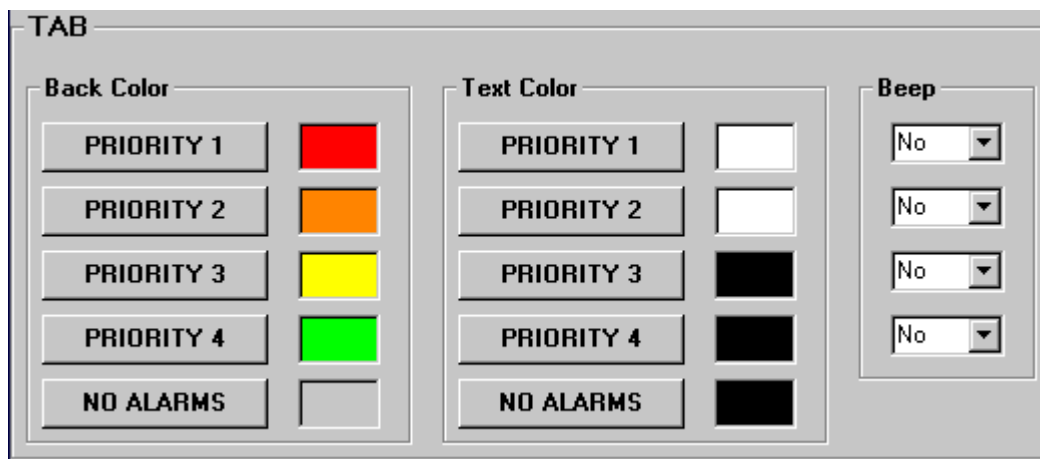 TAB
Back Color Text Color Beep
PRIORITY 1 PRIORITY 1 No
PRIORITY 2 PRIORITY 2 No
PRIORITY 3 PRIORITY 3 No
PRIORITY 4 PRIORITY 4 No
NO ALARMS NO ALARMS